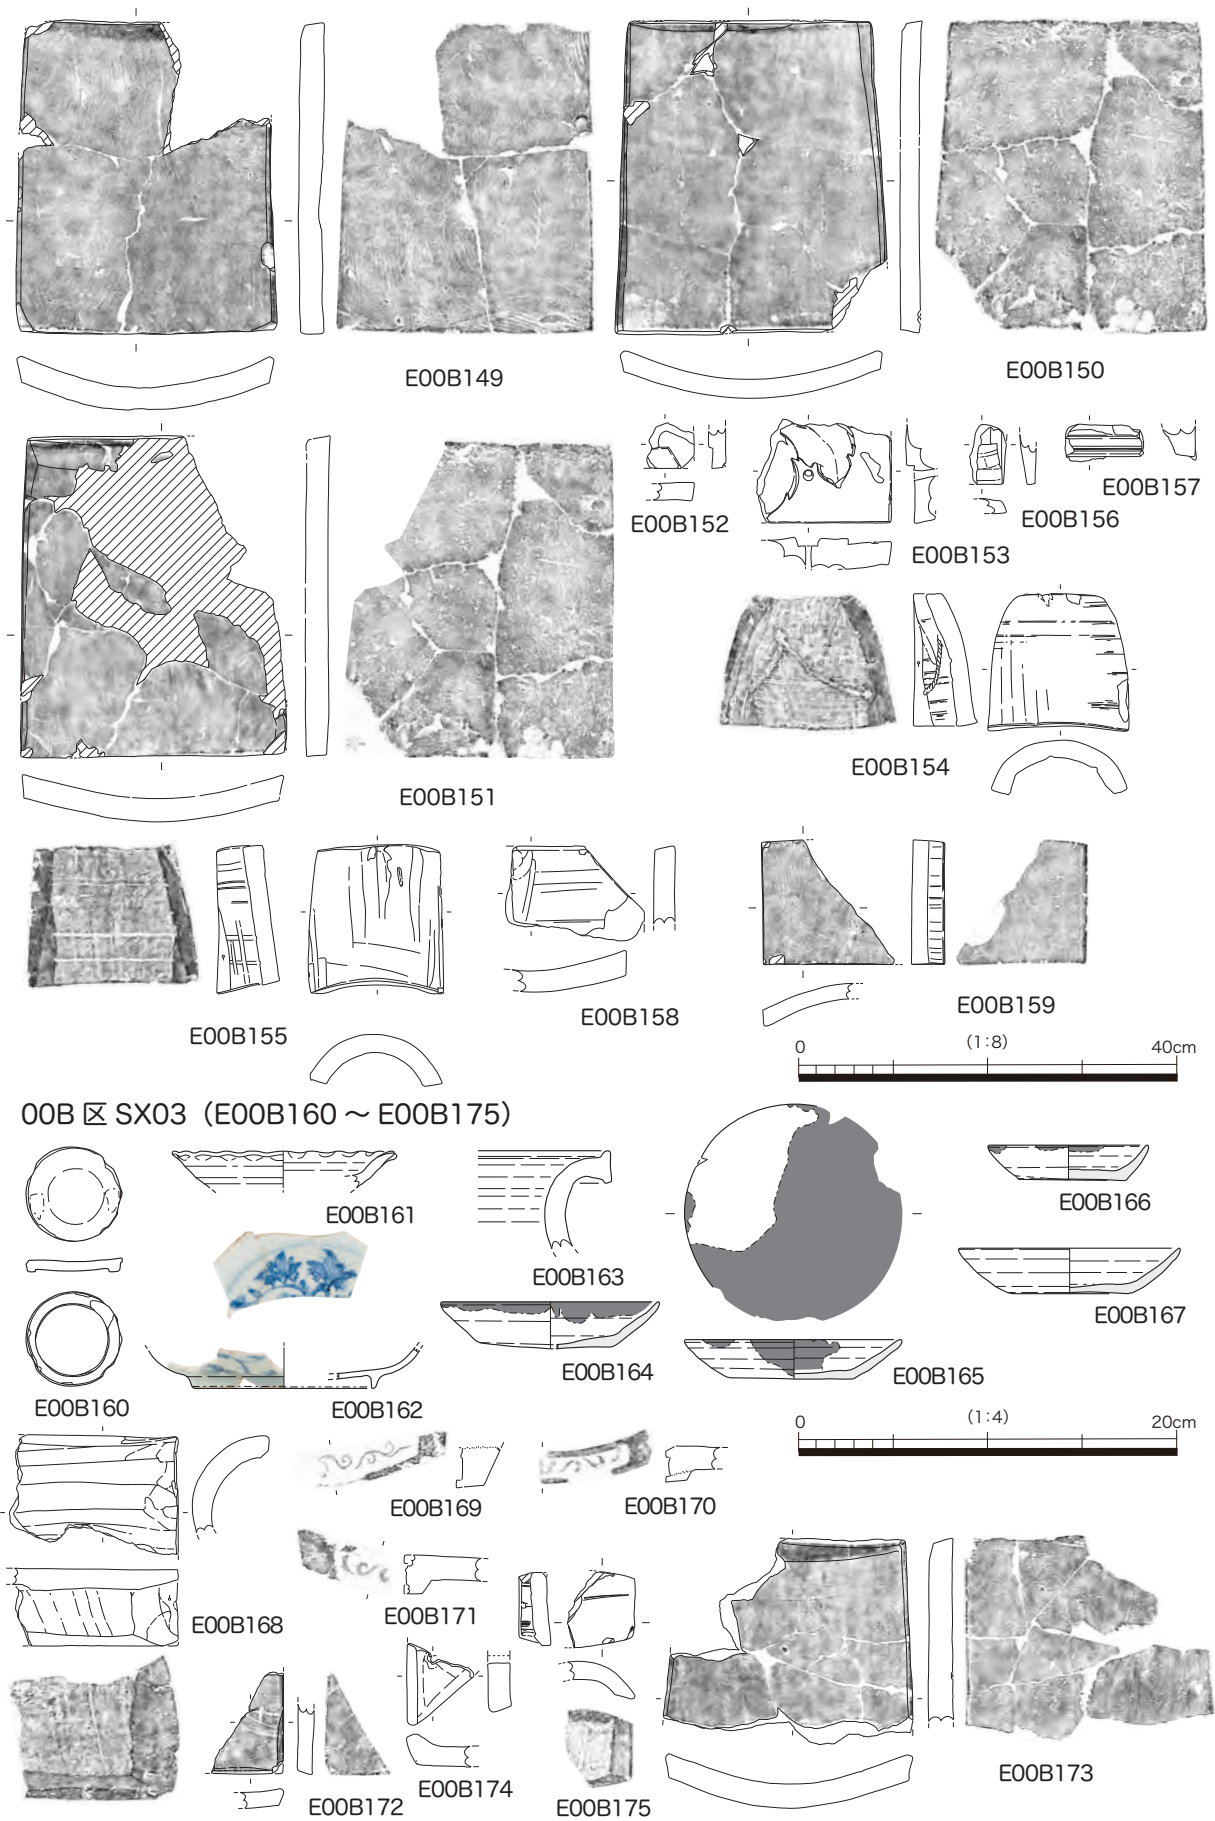 E00B149
E00B150
E00B151
E00B152
E00B153
E00B156
E00B157
E00B154
E00B155
E00B158
E00B159
0 (1:8) 40cm
00B 区 SX03（E00B160 ～ E00B175）
E00B160
E00B161
E00B162
E00B163
E00B164
E00B165
E00B166
E00B167
0 (1:4) 20cm
E00B168
E00B169
E00B170
E00B171
E00B172
E00B174
E00B175
E00B173